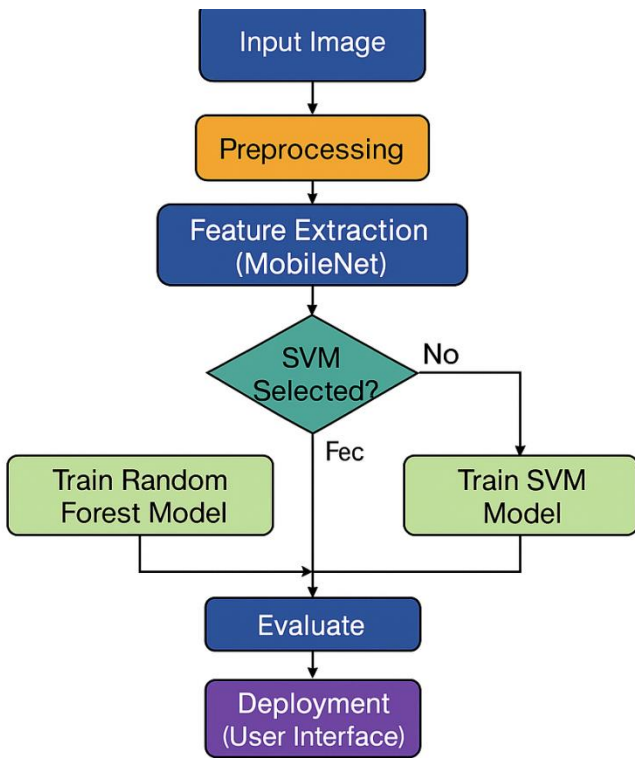 Input Image
Preprocessing
Feature Extraction
(MobileNet)
SVM
Selected?
No
Fec
Train Random
Forest Model
Train SVM
Model
Evaluate
Deployment
(User Interface)